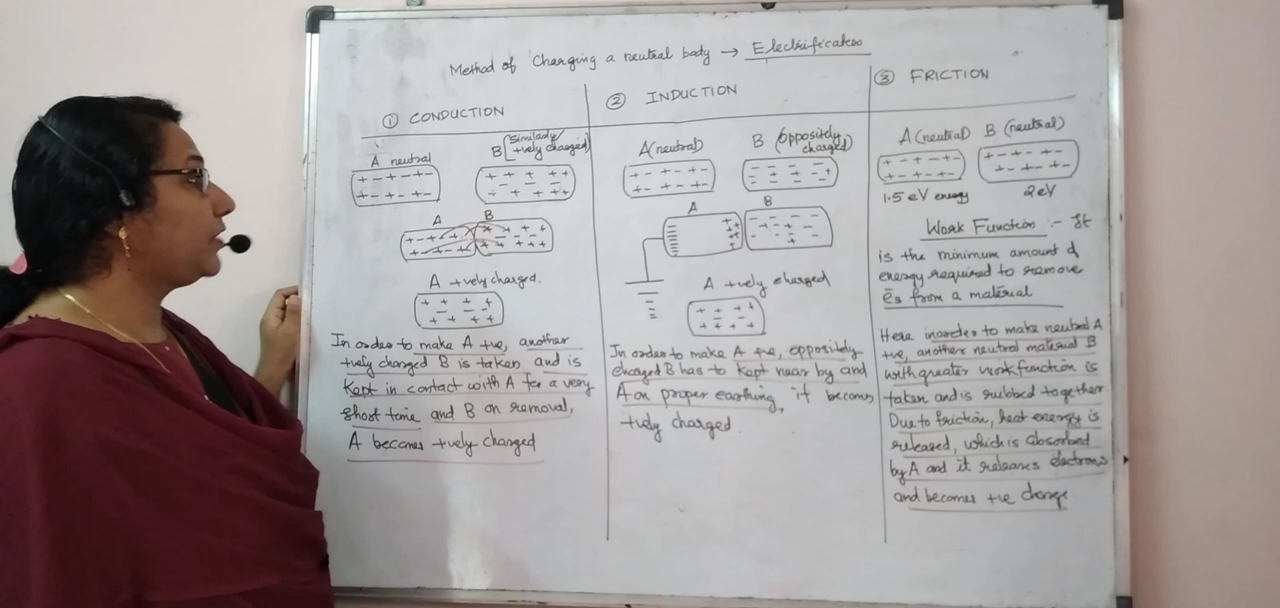 Method of Charging a neutral body → Electrification
① CONDUCTION
A neutral
B (Similarly/
+vely charged)
+ - + - + -
+ - + - + -
A B
A +vely charged.
In order to make A +ve, another
+vely charged B is taken and is
kept in contact with A for a very
short time and B on removal,
A becomes +vely charged
② INDUCTION
A (neutral)
B (oppositely
charged)
A B
A +vely charged
In order to make A +ve, oppositely
charged B has to kept near by and
A on proper earthing, it becomes
+vely charged.
③ FRICTION
A (neutral) B (neutral)
1.5 eV energy 2 eV
Work Function :- It
is the minimum amount of
energy required to remove
ēs from a material
Here inorder to make neutral A
+ve, another neutral material B
with greater work function is
taken and is rubbed together
Due to friction, heat energy is
released, which is absorbed
by A and it releases electrons
and becomes +ve charge